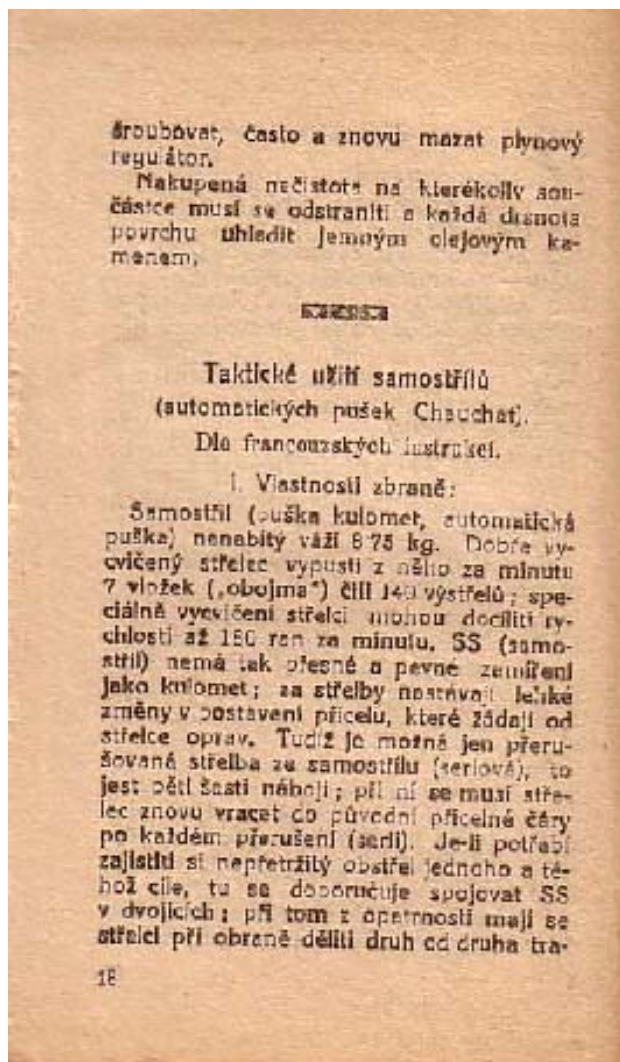 šroubovat, často a znovu mazat plynový
regulátor.
Nakupená nečistota na kterékoliv sou-
částce musí se odstraniti a každá drsnota
povrchu uhladit jemným olejovým ka-
menem.
Taktické užití samostřílů
(automatických pušek Chauchat).
Dle francouzských instrukcí.
I. Vlastnosti zbraně:
Samostříl (puška kulomet, automatická
puška) nenabitý váží 8·75 kg. Dobře vy-
cvičený střelec vypustí z něho za minutu
7 vložek („obojma“) čili 140 výstřelů; spe-
ciálně vycvičení střelci mohou docíliti ry-
chlosti až 180 ran za minutu. SS (samo-
stříl) nemá tak přesné a pevné zamíření
jako kulomet; za střelby nastávají lehké
změny v postavení přícelu, které žádají od
střelce oprav. Tudíž je možná jen přeru-
šovaná střelba ze samostřílu (seriová), to
jest pěti šesti náboji; při ní se musí stře-
lec znovu vracet do původní přícelné čáry
po každém přerušení (serii). Je-li potřebí
zajistiti si nepřetržitý obstřel jednoho a té-
hož cíle, tu se doporučuje spojovat SS
v dvojicích; při tom z opatrnosti mají se
střelci při obraně děliti druh od druha tra-
18